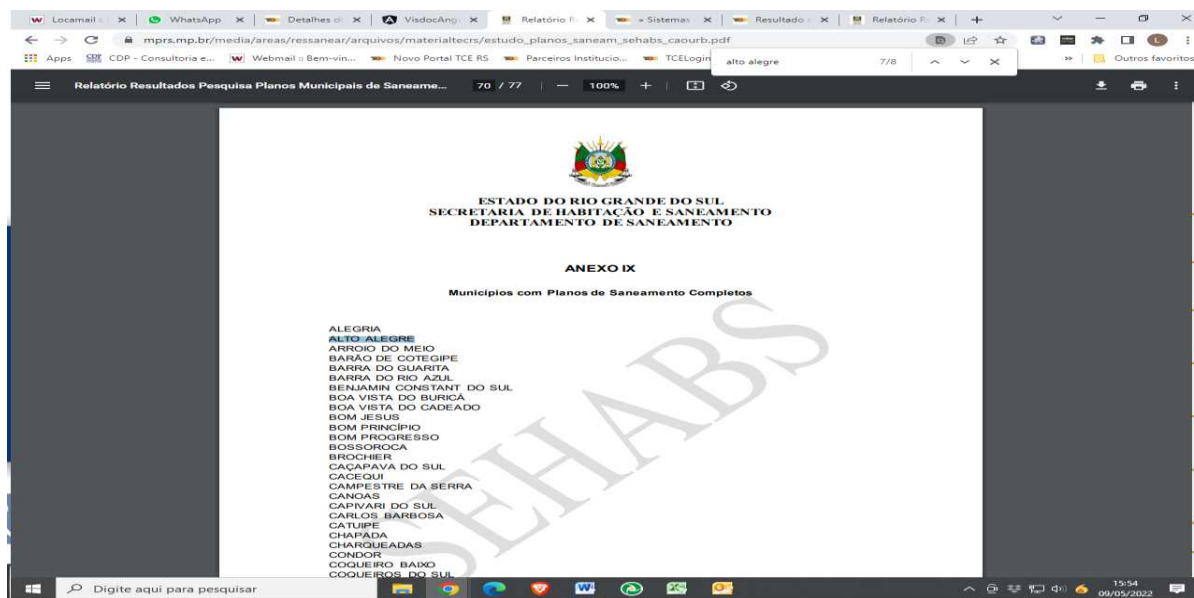 Locamail :: WhatsApp Detalhes d VisdocAng Relatório R » Sistemas Resultado Relatório R
mprs.mp.br/media/areas/ressanear/arquivos/materialtecrs/estudo_planos_saneam_sehabs_caourb.pdf
Apps CDP - Consultoria e... Webmail :: Bem-vin... Novo Portal TCE RS Parceiros Institucio... TCELogin alto alegre 7/8 » Outros favoritos
Relatório Resultados Pesquisa Planos Municipais de Saneame... 70 / 77 100%
ESTADO DO RIO GRANDE DO SUL
SECRETARIA DE HABITAÇÃO E SANEAMENTO
DEPARTAMENTO DE SANEAMENTO
ANEXO IX
Municípios com Planos de Saneamento Completos
ALEGRIA
ALTO ALEGRE
ARROIO DO MEIO
BARÃO DE COTEGIPE
BARRA DO GUARITA
BARRA DO RIO AZUL
BENJAMIN CONSTANT DO SUL
BOA VISTA DO BURICÁ
BOA VISTA DO CADEADO
BOM JESUS
BOM PRINCÍPIO
BOM PROGRESSO
BOSSOROCA
BROCHIER
CAÇAPAVA DO SUL
CACEQUI
CAMPESTRE DA SERRA
CANOAS
CAPIVARI DO SUL
CARLOS BARBOSA
CATUIPE
CHAPADA
CHARQUEADAS
CONDOR
COQUEIRO BAIXO
COQUEIROS DO SUL
SEHABS
Digite aqui para pesquisar
15:54
09/05/2022